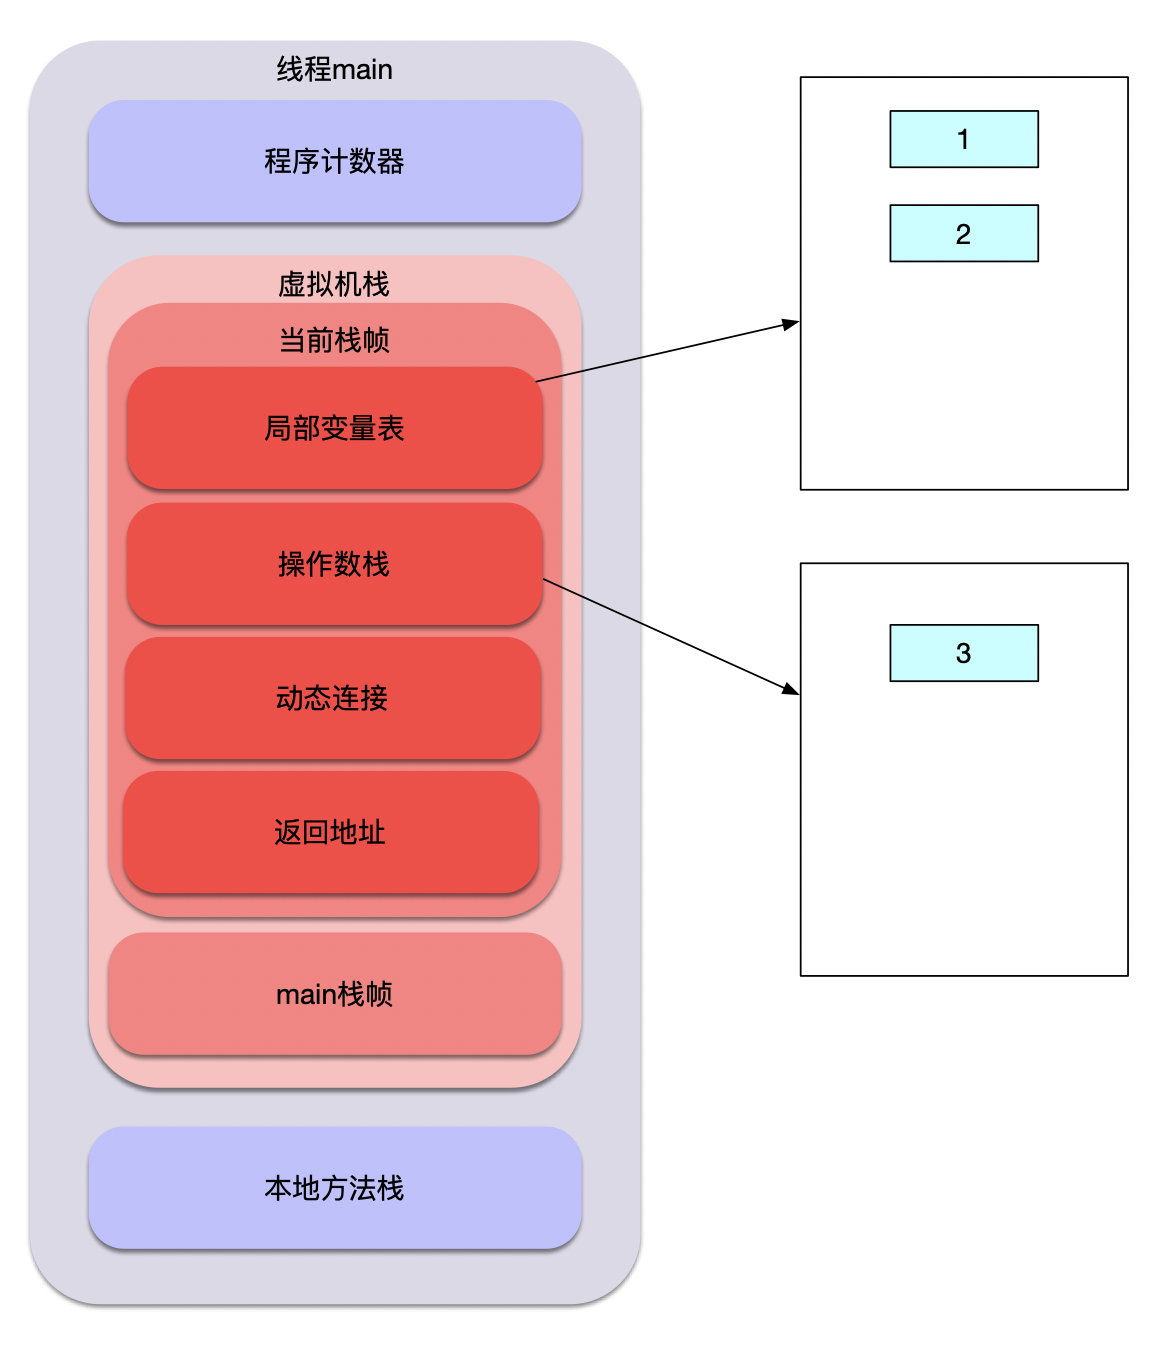 线程main
程序计数器
虚拟机栈
当前栈帧
局部变量表
操作数栈
动态连接
返回地址
main栈帧
本地方法栈
1
2
3